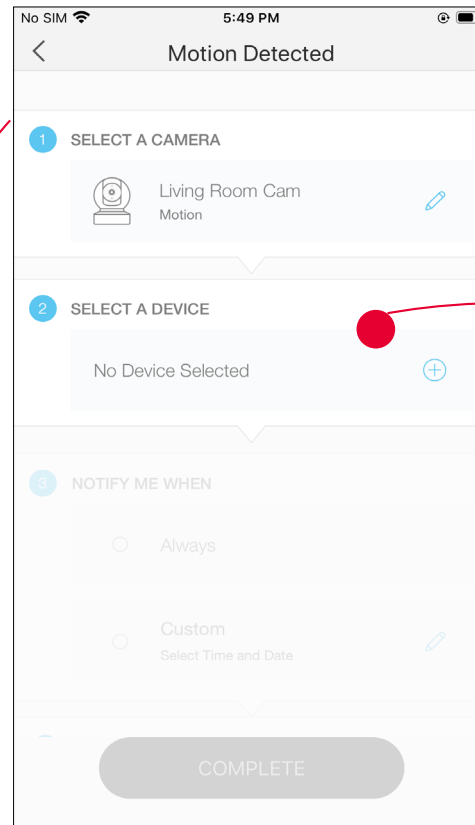 No SIM 5:49 PM
Motion Detected
1 SELECT A CAMERA
Living Room Cam
Motion
2 SELECT A DEVICE
No Device Selected
3 NOTIFY ME WHEN
Always
Custom
Select Time and Date
COMPLETE